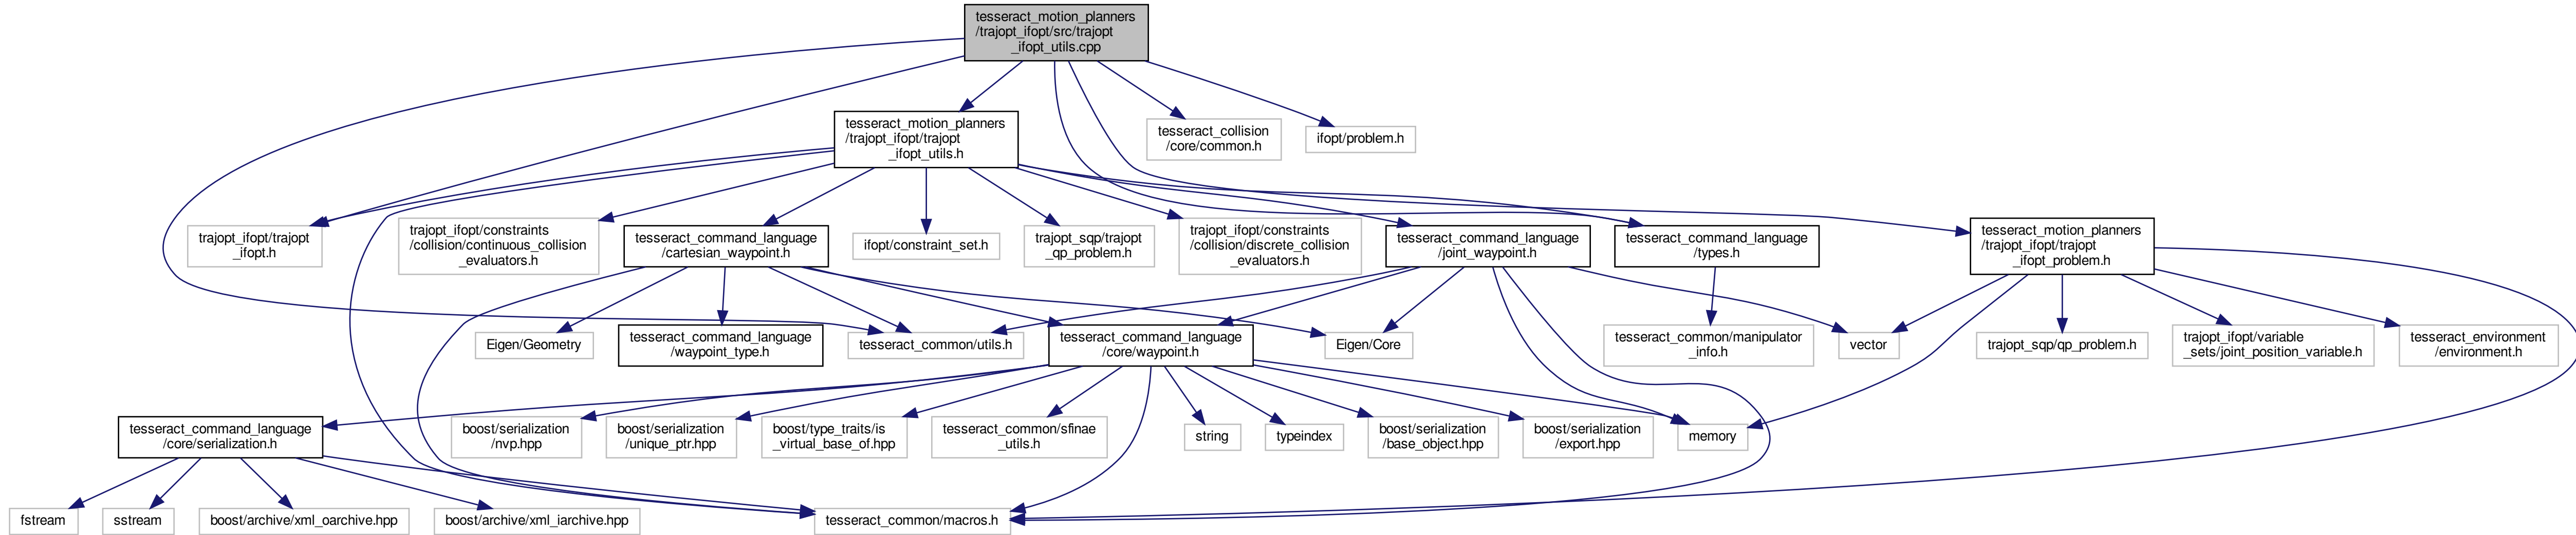 tesseract_motion_planners
/trajopt_ifopt/src/trajopt
_ifopt_utils.cpp
tesseract_motion_planners
/trajopt_ifopt/trajopt
_ifopt_utils.h
tesseract_collision
/core/common.h
ifopt/problem.h
trajopt_ifopt/trajopt
_ifopt.h
trajopt_ifopt/constraints
/collision/continuous_collision
_evaluators.h
tesseract_command_language
/cartesian_waypoint.h
ifopt/constraint_set.h
trajopt_sqp/trajopt
_qp_problem.h
trajopt_ifopt/constraints
/collision/discrete_collision
_evaluators.h
tesseract_command_language
/joint_waypoint.h
tesseract_command_language
/types.h
tesseract_motion_planners
/trajopt_ifopt/trajopt
_ifopt_problem.h
Eigen/Geometry
tesseract_command_language
/waypoint_type.h
tesseract_common/utils.h
tesseract_command_language
/core/waypoint.h
Eigen/Core
tesseract_common/manipulator
_info.h
vector
trajopt_sqp/qp_problem.h
trajopt_ifopt/variable
_sets/joint_position_variable.h
tesseract_environment
/environment.h
tesseract_command_language
/core/serialization.h
boost/serialization
/nvp.hpp
boost/serialization
/unique_ptr.hpp
boost/type_traits/is
_virtual_base_of.hpp
tesseract_common/sfinae
_utils.h
string
typeindex
boost/serialization
/base_object.hpp
boost/serialization
/export.hpp
memory
fstream
sstream
boost/archive/xml_oarchive.hpp
boost/archive/xml_iarchive.hpp
tesseract_common/macros.h